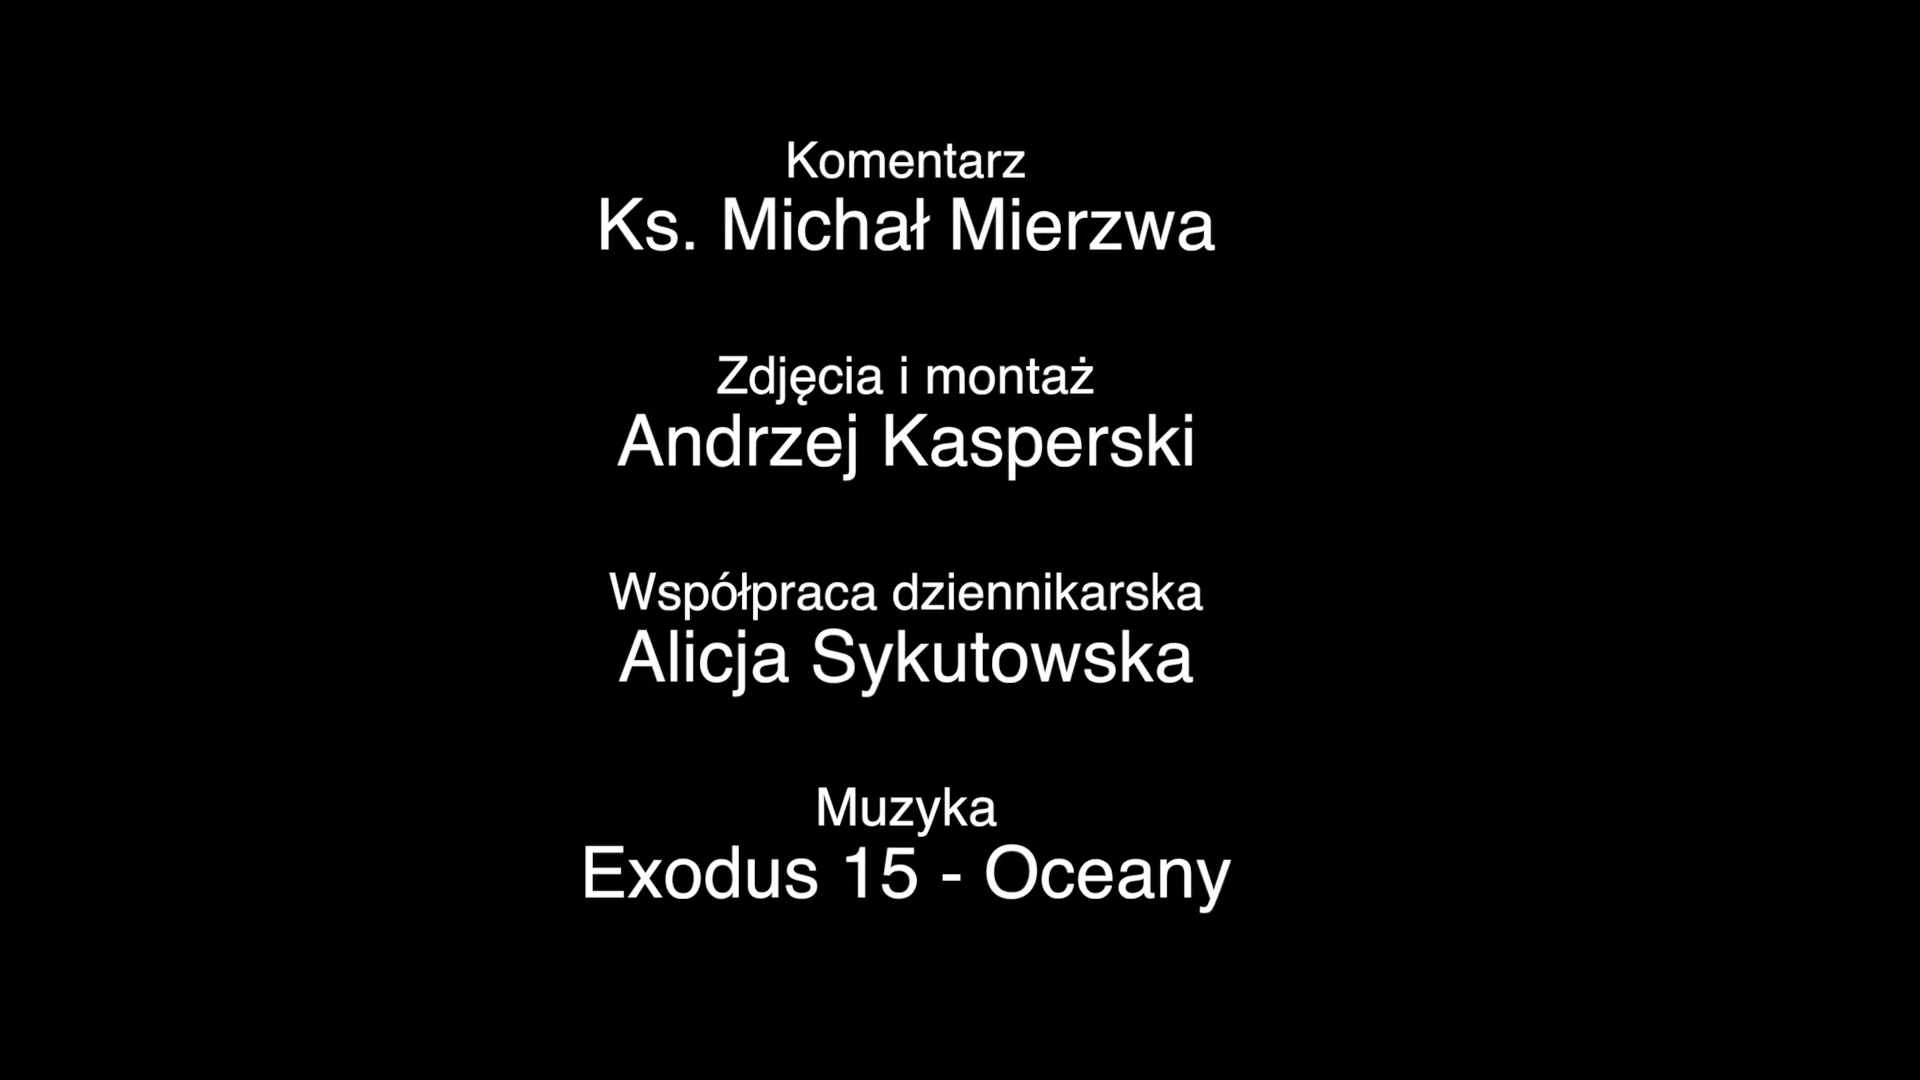 Komentarz
Ks. Michał Mierzwa
Zdjęcia i montaż
Andrzej Kasperski
Współpraca dziennikarska
Alicja Sykutowska
Muzyka
Exodus 15 - Oceany